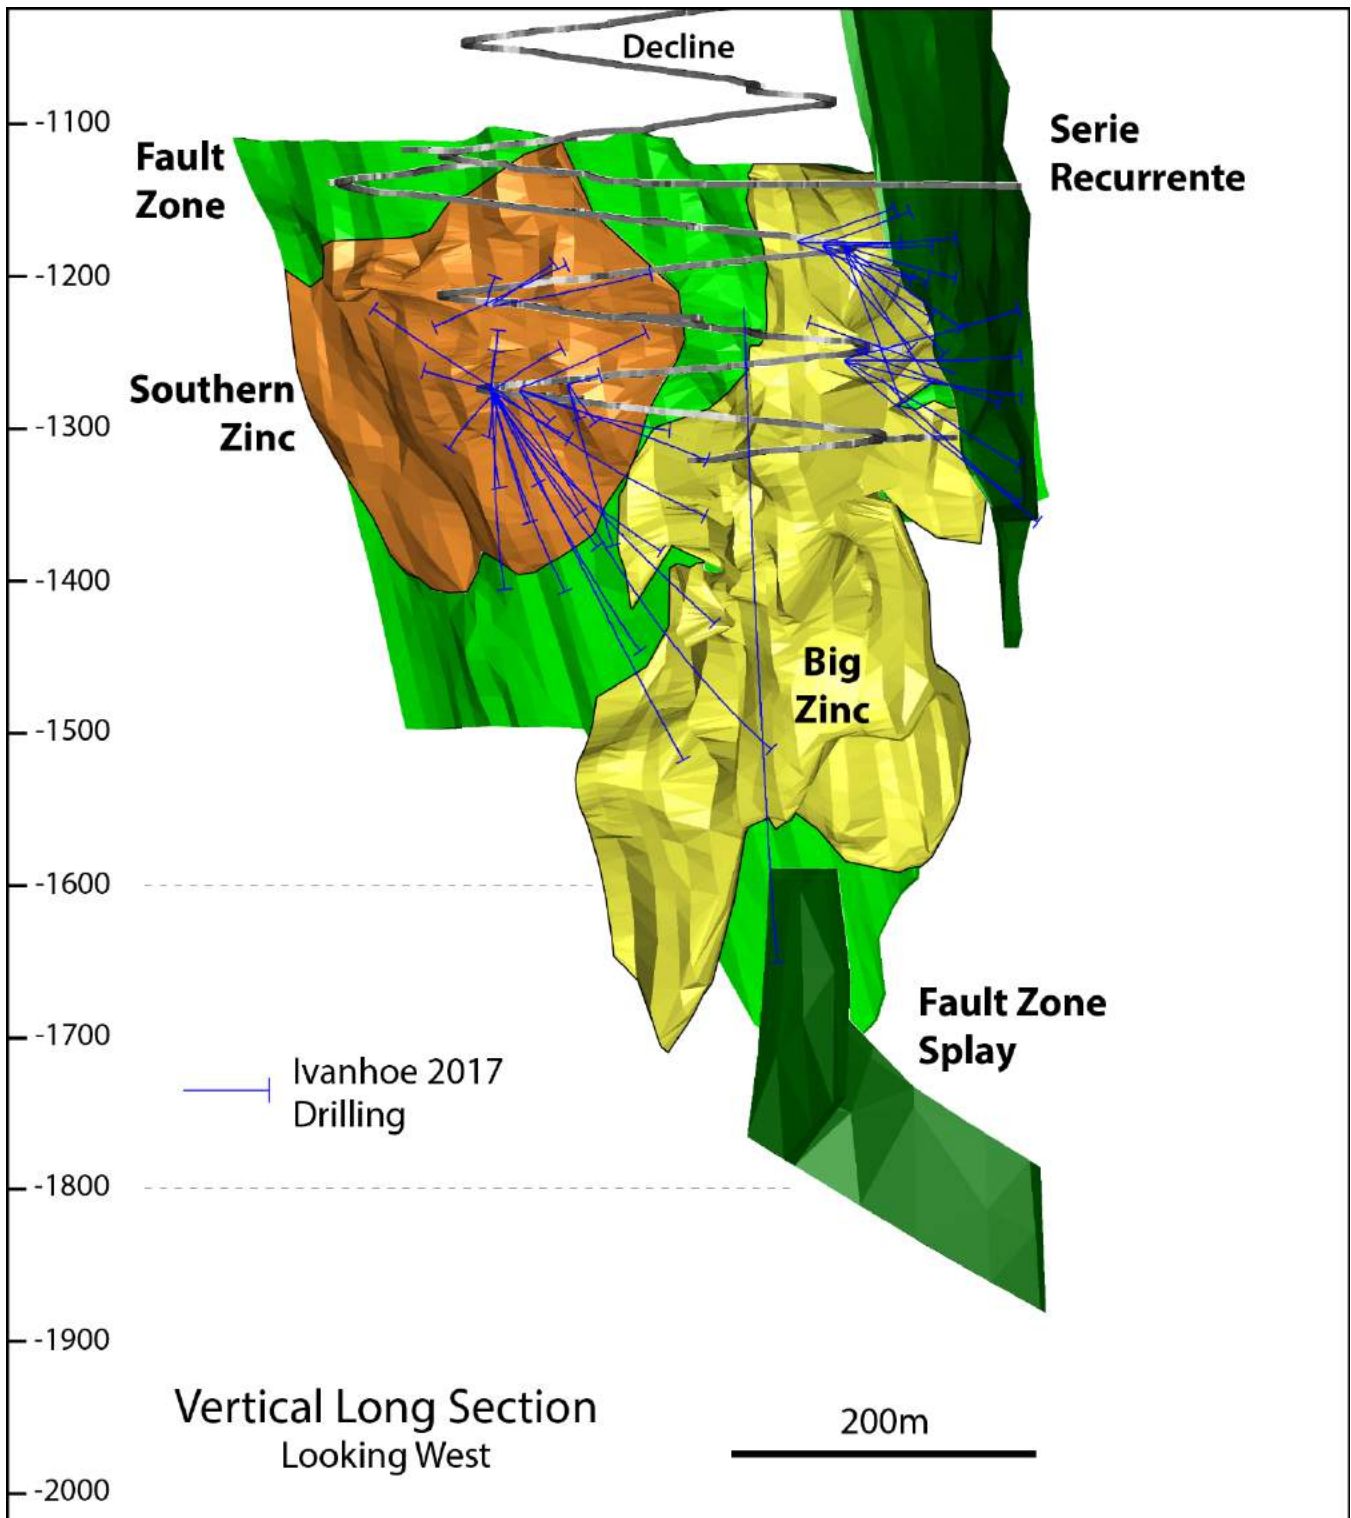 Decline
-1100
Serie
Recurrente
Fault
Zone
-1200
Southern
Zinc
-1300
-1400
Big
Zinc
-1500
-1600
Fault Zone
Splay
-1700
Ivanhoe 2017
Drilling
-1800
-1900
Vertical Long Section
Looking West
200m
-2000